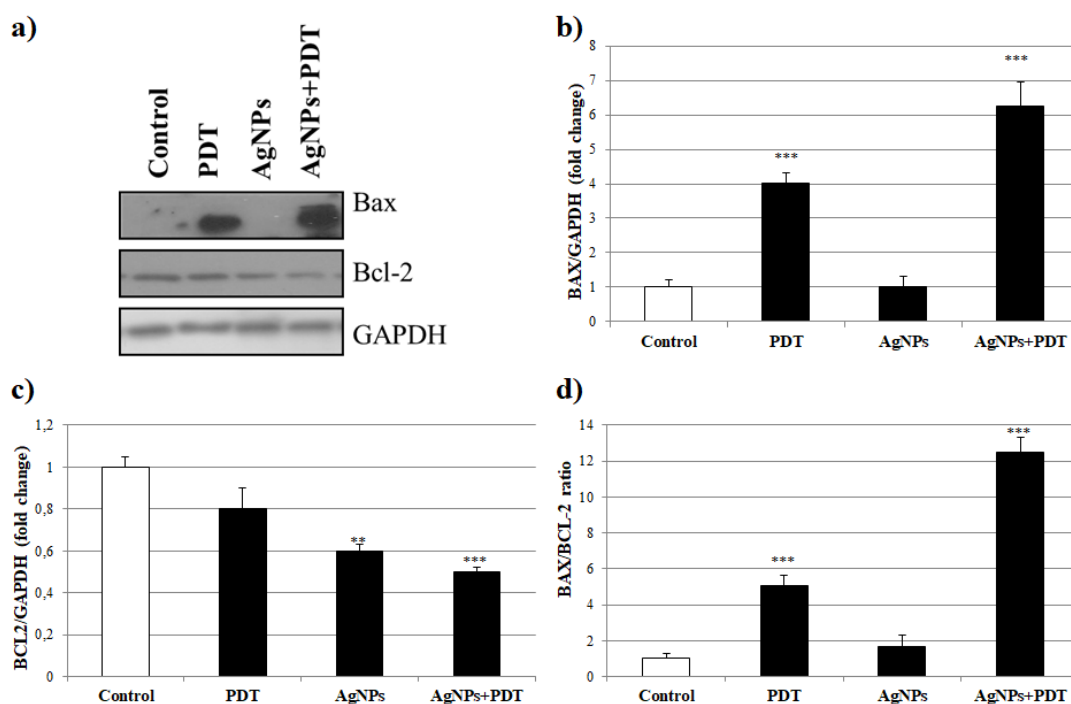 a)
Control
PDT
AgNPs
AgNPs+PDT
Bax
Bcl-2
GAPDH
b)
BAX/GAPDH (fold change)
8
7
6
5
4
3
2
1
0
***
***
Control
PDT
AgNPs
AgNPs+PDT
c)
BCL2/GAPDH (fold change)
1,2
1
0,8
0,6
0,4
0,2
0
**
***
Control
PDT
AgNPs
AgNPs+PDT
d)
BAX/BCL-2 ratio
14
12
10
8
6
4
2
0
***
***
Control
PDT
AgNPs
AgNPs+PDT